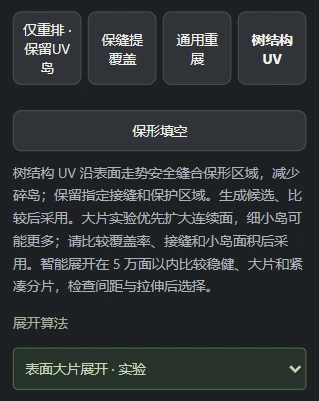 仅重排 ·
保留UV
岛
保缝提
覆盖
通用重
展
树结构
UV
保形填空
树结构 UV 沿表面走势安全缝合保形区域，减少
碎岛；保留指定接缝和保护区域。生成候选、比
较后采用。大片实验优先扩大连续面，细小岛可
能更多；请比较覆盖率、接缝和小岛面积后采
用。智能展开在 5 万面以内比较稳健、大片和紧
凑分片，检查间距与拉伸后选择。
展开算法
表面大片展开 · 实验